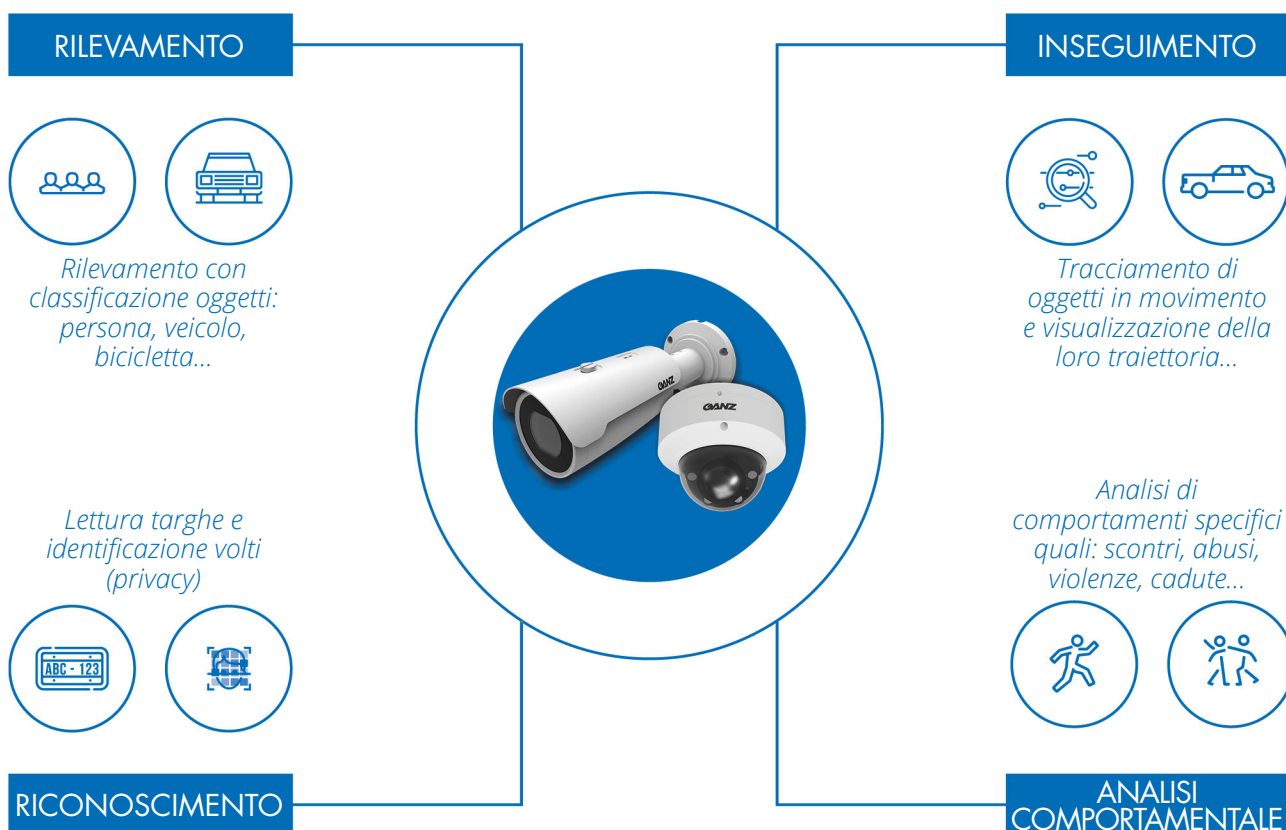 RILEVAMENTO
Rilevamento con
classificazione oggetti:
persona, veicolo,
bicicletta...
INSEGUIMENTO
Tracciamento di
oggetti in movimento
e visualizzazione della
loro traiettoria...
GANZ
GANZ
Lettura targhe e
identificazione volti
(privacy)
ABC - 123
RICONOSCIMENTO
Analisi di
comportamenti specifici
quali: scontri, abusi,
violenze, cadute...
ANALISI
COMPORTAMENTALE